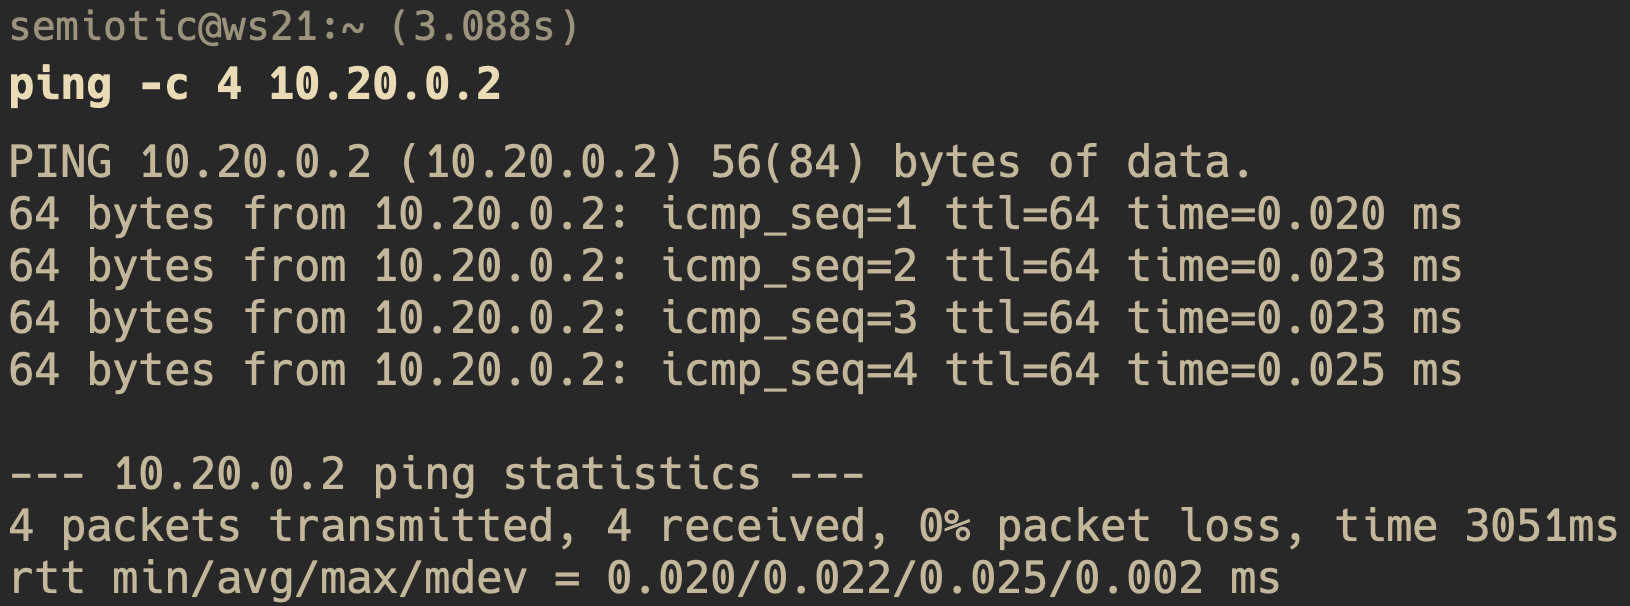 semiotic@ws21:~ (3.088s)
ping -c 4 10.20.0.2
PING 10.20.0.2 (10.20.0.2) 56(84) bytes of data.
64 bytes from 10.20.0.2: icmp_seq=1 ttl=64 time=0.020 ms
64 bytes from 10.20.0.2: icmp_seq=2 ttl=64 time=0.023 ms
64 bytes from 10.20.0.2: icmp_seq=3 ttl=64 time=0.023 ms
64 bytes from 10.20.0.2: icmp_seq=4 ttl=64 time=0.025 ms
--- 10.20.0.2 ping statistics ---
4 packets transmitted, 4 received, 0% packet loss, time 3051ms
rtt min/avg/max/mdev = 0.020/0.022/0.025/0.002 ms